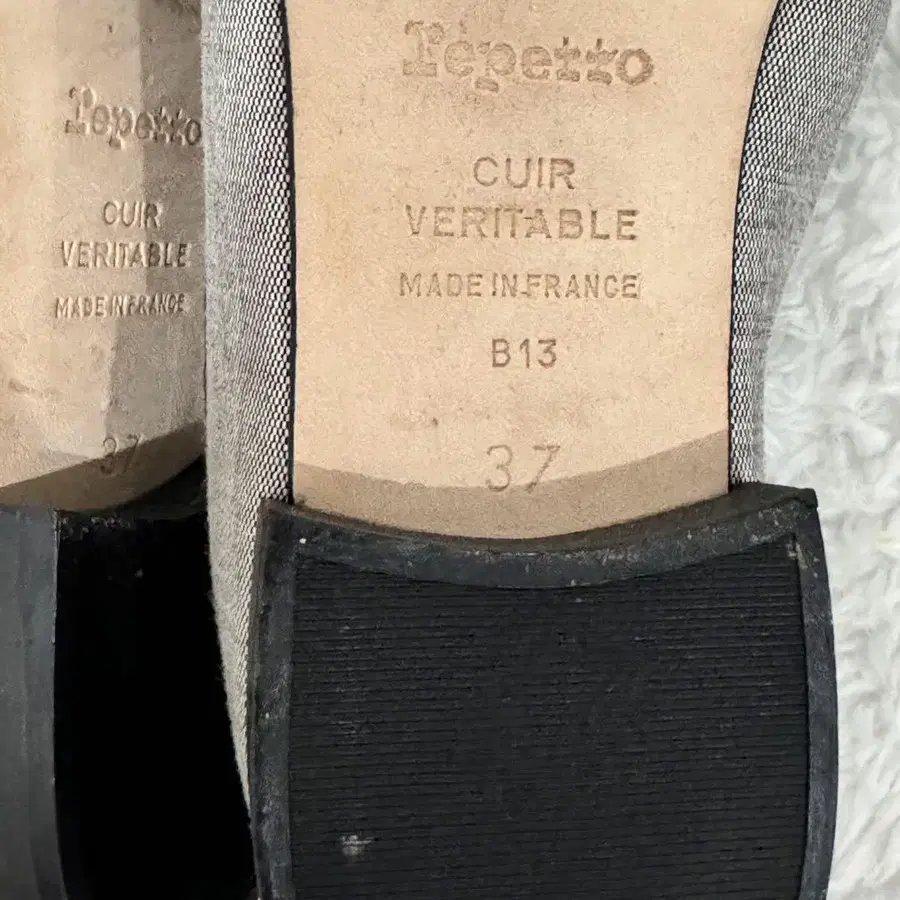 Repetto
CUIR
VERITABLE
MADE IN FRANCE
37
Repetto
CUIR
VERITABLE
MADE IN FRANCE
B13
37